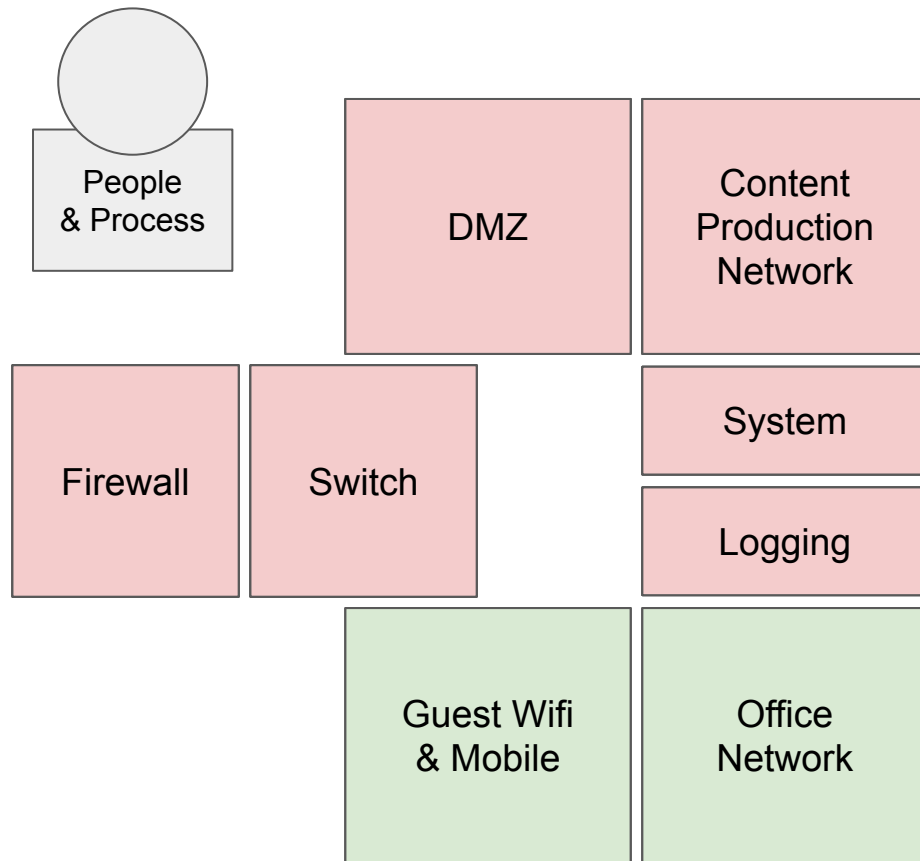 People
& Process
DMZ
Content
Production
Network
Firewall
Switch
System
Logging
Guest Wifi
& Mobile
Office
Network